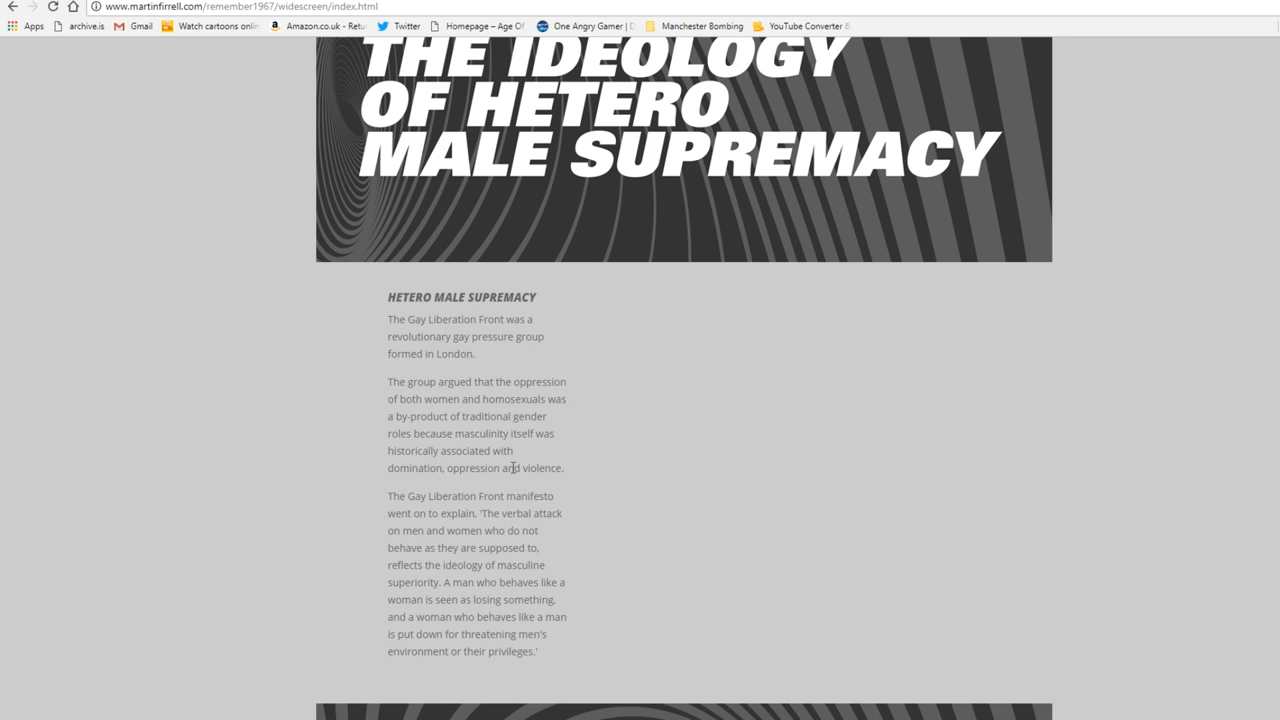 www.martinfirrell.com/remember1967/widescreen/index.html
Apps archive.is Gmail Watch cartoons onlin Amazon.co.uk - Retu Twitter Homepage – Age Of One Angry Gamer | D Manchester Bombing YouTube Converter &
THE IDEOLOGY
OF HETERO
MALE SUPREMACY
HETERO MALE SUPREMACY
The Gay Liberation Front was a
revolutionary gay pressure group
formed in London.
The group argued that the oppression
of both women and homosexuals was
a by-product of traditional gender
roles because masculinity itself was
historically associated with
domination, oppression and violence.
The Gay Liberation Front manifesto
went on to explain, 'The verbal attack
on men and women who do not
behave as they are supposed to,
reflects the ideology of masculine
superiority. A man who behaves like a
woman is seen as losing something,
and a woman who behaves like a man
is put down for threatening men's
environment or their privileges.'